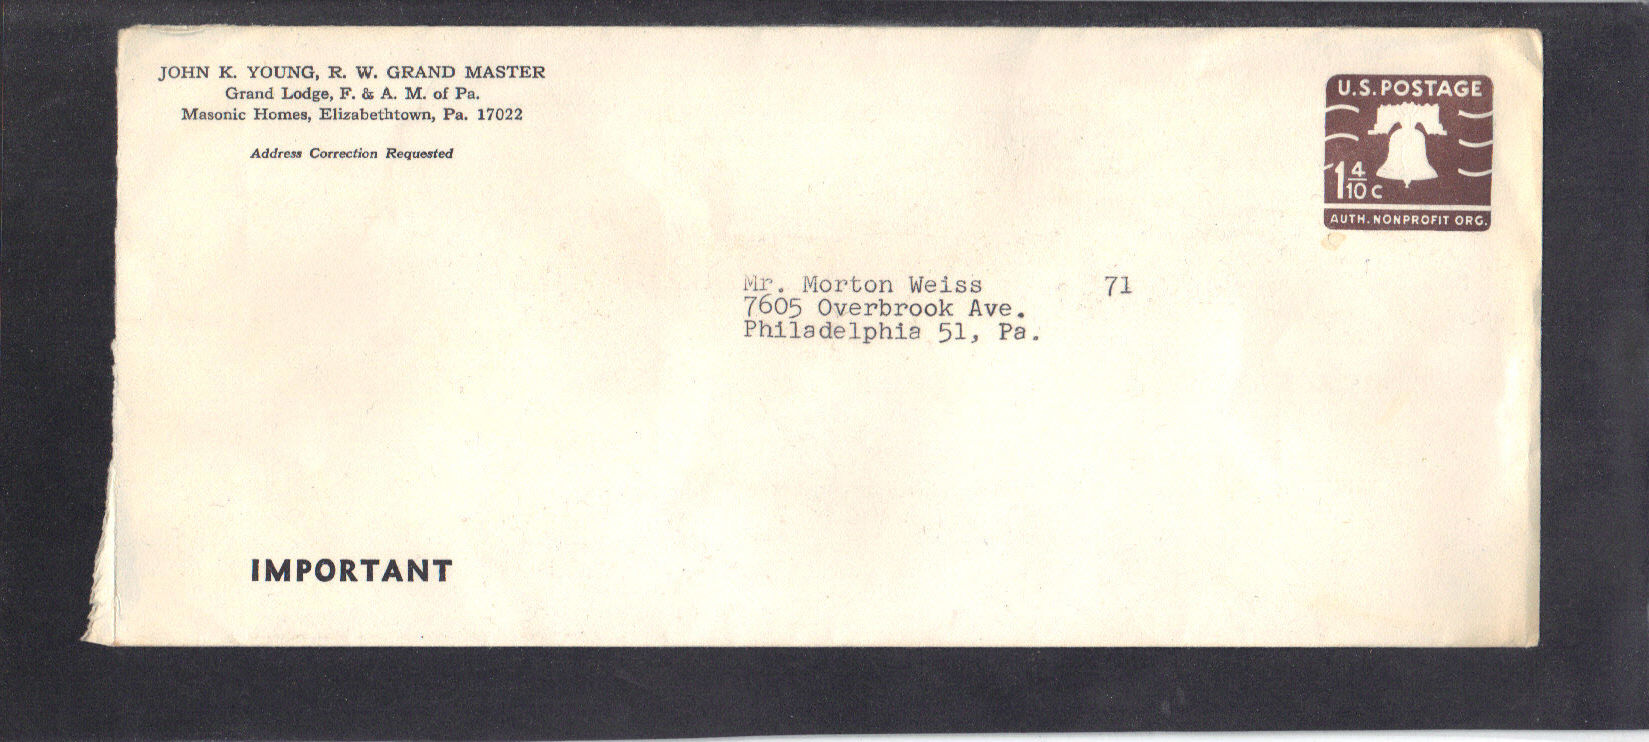 JOHN K. YOUNG, R. W. GRAND MASTER
Grand Lodge, F. & A. M. of Pa.
Masonic Homes, Elizabethtown, Pa. 17022
Address Correction Requested
U.S. POSTAGE
1 4/10 c
AUTH. NONPROFIT ORG.
Mr. Morton Weiss 71
7605 Overbrook Ave.
Philadelphia 51, Pa.
IMPORTANT